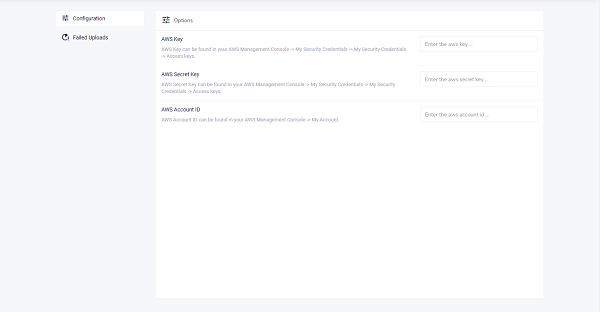 Configuration
Failed Uploads
Options
AWS Key
AWS Key can be found in your AWS Management Console -> My Security Credentials -> My Security Credentials
-> Access keys.
Enter the aws key ...
AWS Secret Key
AWS Secret Key can be found in your AWS Management Console -> My Security Credentials -> My Security
Credentials -> Access keys.
Enter the aws secret key ...
AWS Account ID
AWS Account ID can be found in your AWS Management Console -> My Account.
Enter the aws account id ...